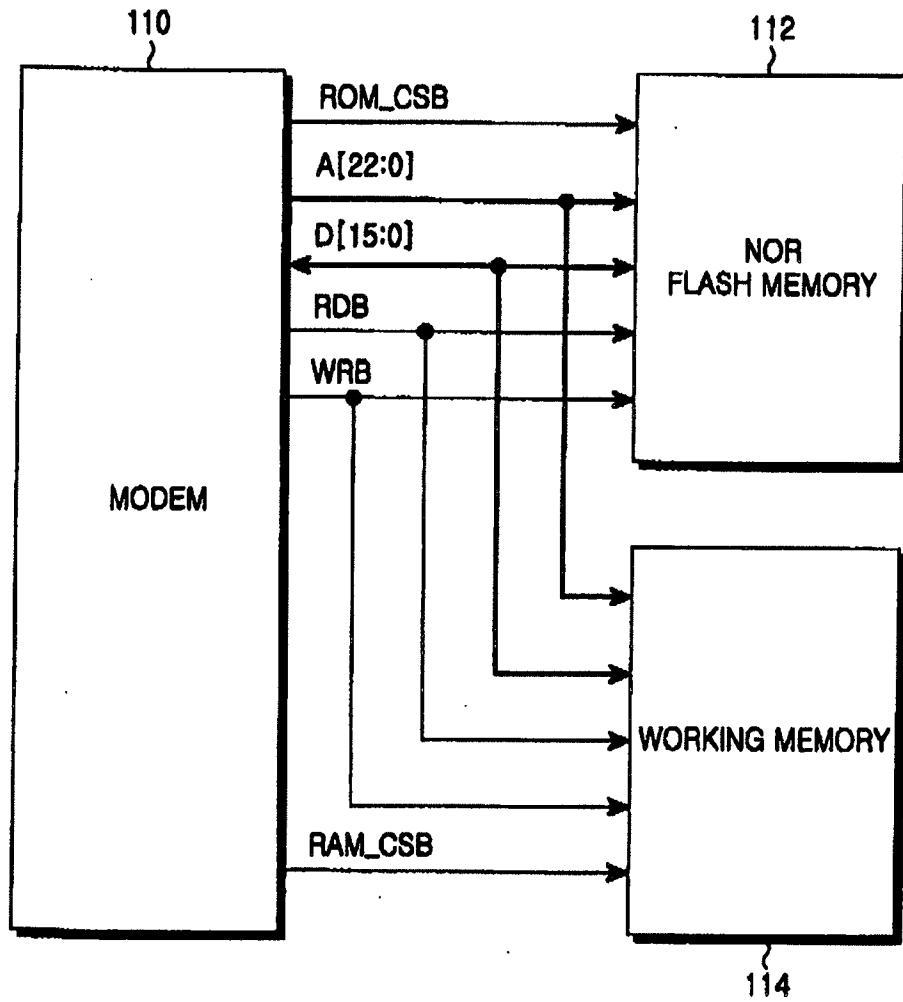 110
112
ROM_CSB
A[22:0]
D[15:0]
RDB
WRB
NOR
FLASH MEMORY
MODEM
WORKING MEMORY
RAM_CSB
114